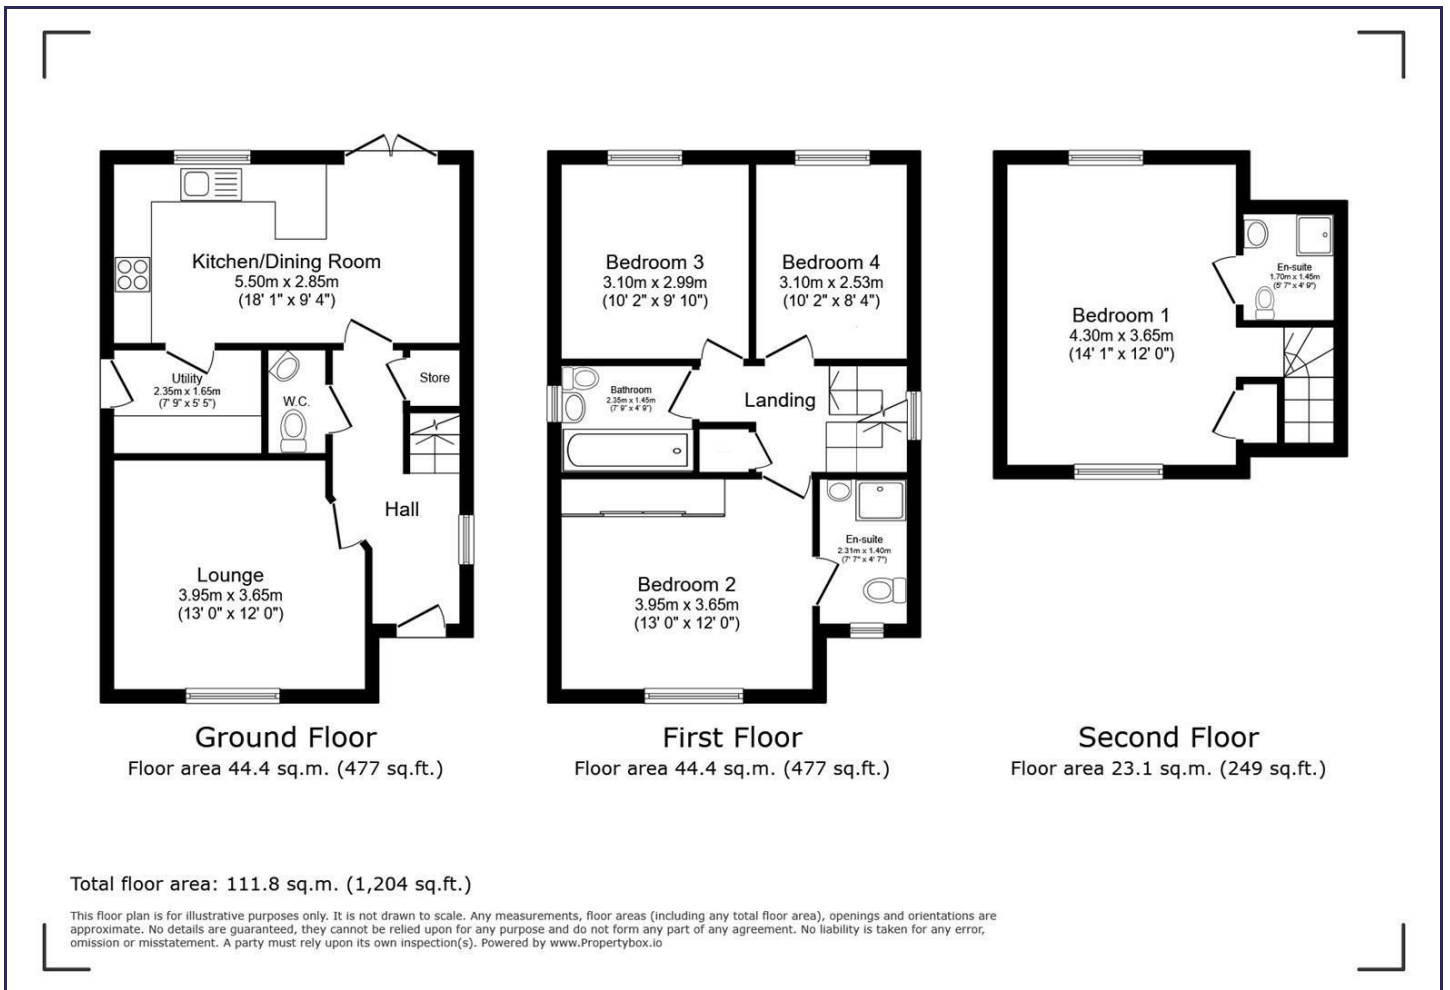 Kitchen/Dining Room
5.50m x 2.85m
(18' 1" x 9' 4")
Utility
2.35m x 1.65m
(7' 9" x 5' 5")
W.C.
Store
Hall
Lounge
3.95m x 3.65m
(13' 0" x 12' 0")
Ground Floor
Floor area 44.4 sq.m. (477 sq.ft.)
Bedroom 3
3.10m x 2.99m
(10' 2" x 9' 10")
Bedroom 4
3.10m x 2.53m
(10' 2" x 8' 4")
Bathroom
2.35m x 1.45m
(7' 9" x 4' 9")
Landing
Bedroom 2
3.95m x 3.65m
(13' 0" x 12' 0")
En-suite
2.31m x 1.40m
(7' 7" x 4' 7")
First Floor
Floor area 44.4 sq.m. (477 sq.ft.)
Bedroom 1
4.30m x 3.65m
(14' 1" x 12' 0")
En-suite
1.70m x 1.45m
(5' 7" x 4' 9")
Second Floor
Floor area 23.1 sq.m. (249 sq.ft.)
Total floor area: 111.8 sq.m. (1,204 sq.ft.)
This floor plan is for illustrative purposes only. It is not drawn to scale. Any measurements, floor areas (including any total floor area), openings and orientations are
approximate. No details are guaranteed, they cannot be relied upon for any purpose and do not form any part of any agreement. No liability is taken for any error,
omission or misstatement. A party must rely upon its own inspection(s). Powered by www.Propertybox.io